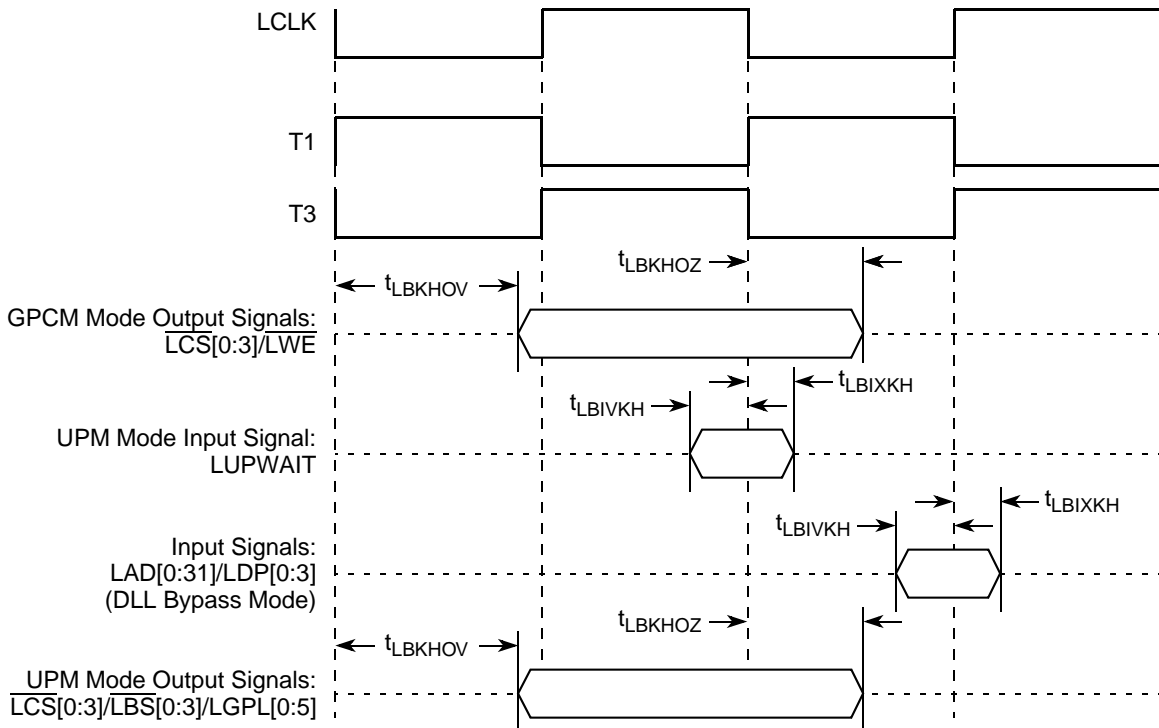 LCLK
T1
T3
tLBKHOZ
tLBKHOV
GPCM Mode Output Signals:
LCS[0:3]/LWE
tLBIXKH
tLBIVKH
UPM Mode Input Signal:
LUPWAIT
tLBIXKH
tLBIVKH
Input Signals:
LAD[0:31]/LDP[0:3]
(DLL Bypass Mode)
tLBKHOZ
tLBKHOV
UPM Mode Output Signals:
LCS[0:3]/LBS[0:3]/LGPL[0:5]